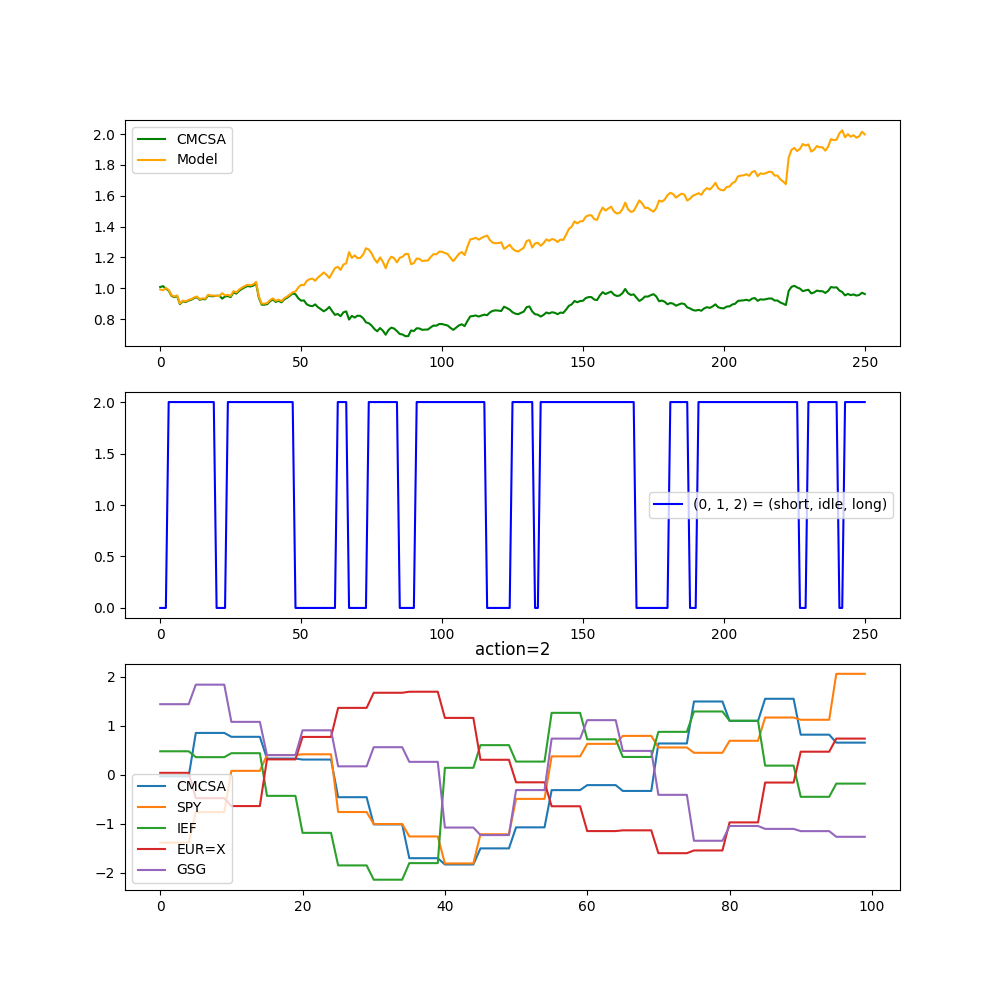 2.0
1.8
1.6
1.4
1.2
1.0
0.8
CMCSA
Model
0 50 100 150 200 250
2.0
1.5
1.0
0.5
0.0
(0, 1, 2) = (short, idle, long)
0 50 100 150 200 250
action=2
2
1
0
−1
−2
CMCSA
SPY
IEF
EUR=X
GSG
0 20 40 60 80 100